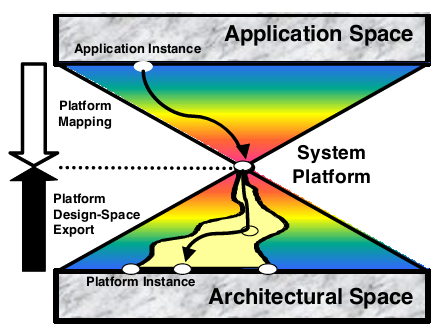 Application Space
Application Instance
Platform
Mapping
System
Platform
Platform
Design-Space
Export
Platform Instance
Architectural Space